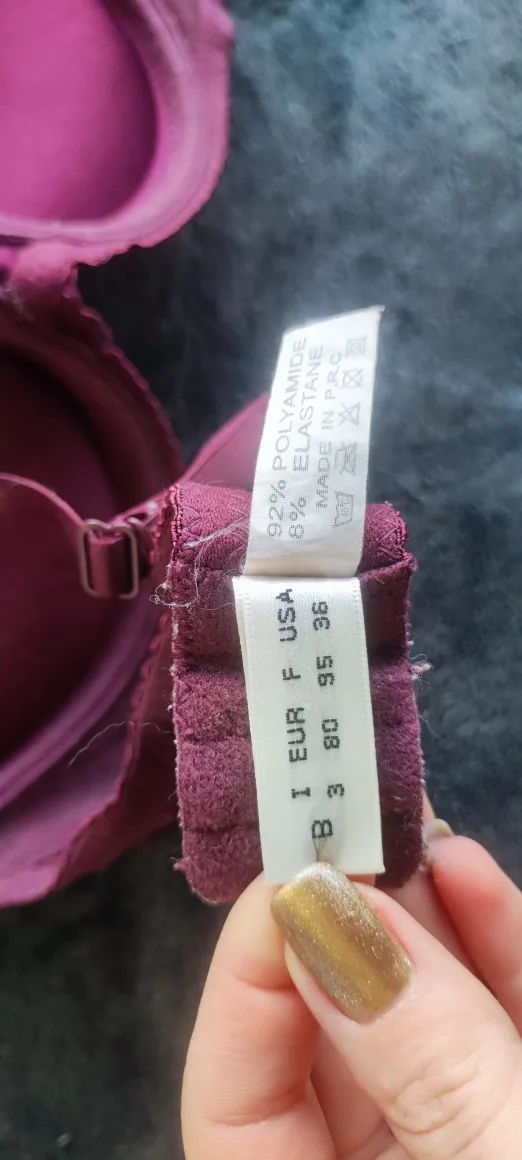 92% POLYAMIDE
8% ELASTANE
MADE IN P.R.C
I EUR F USA
B 3 80 95 36